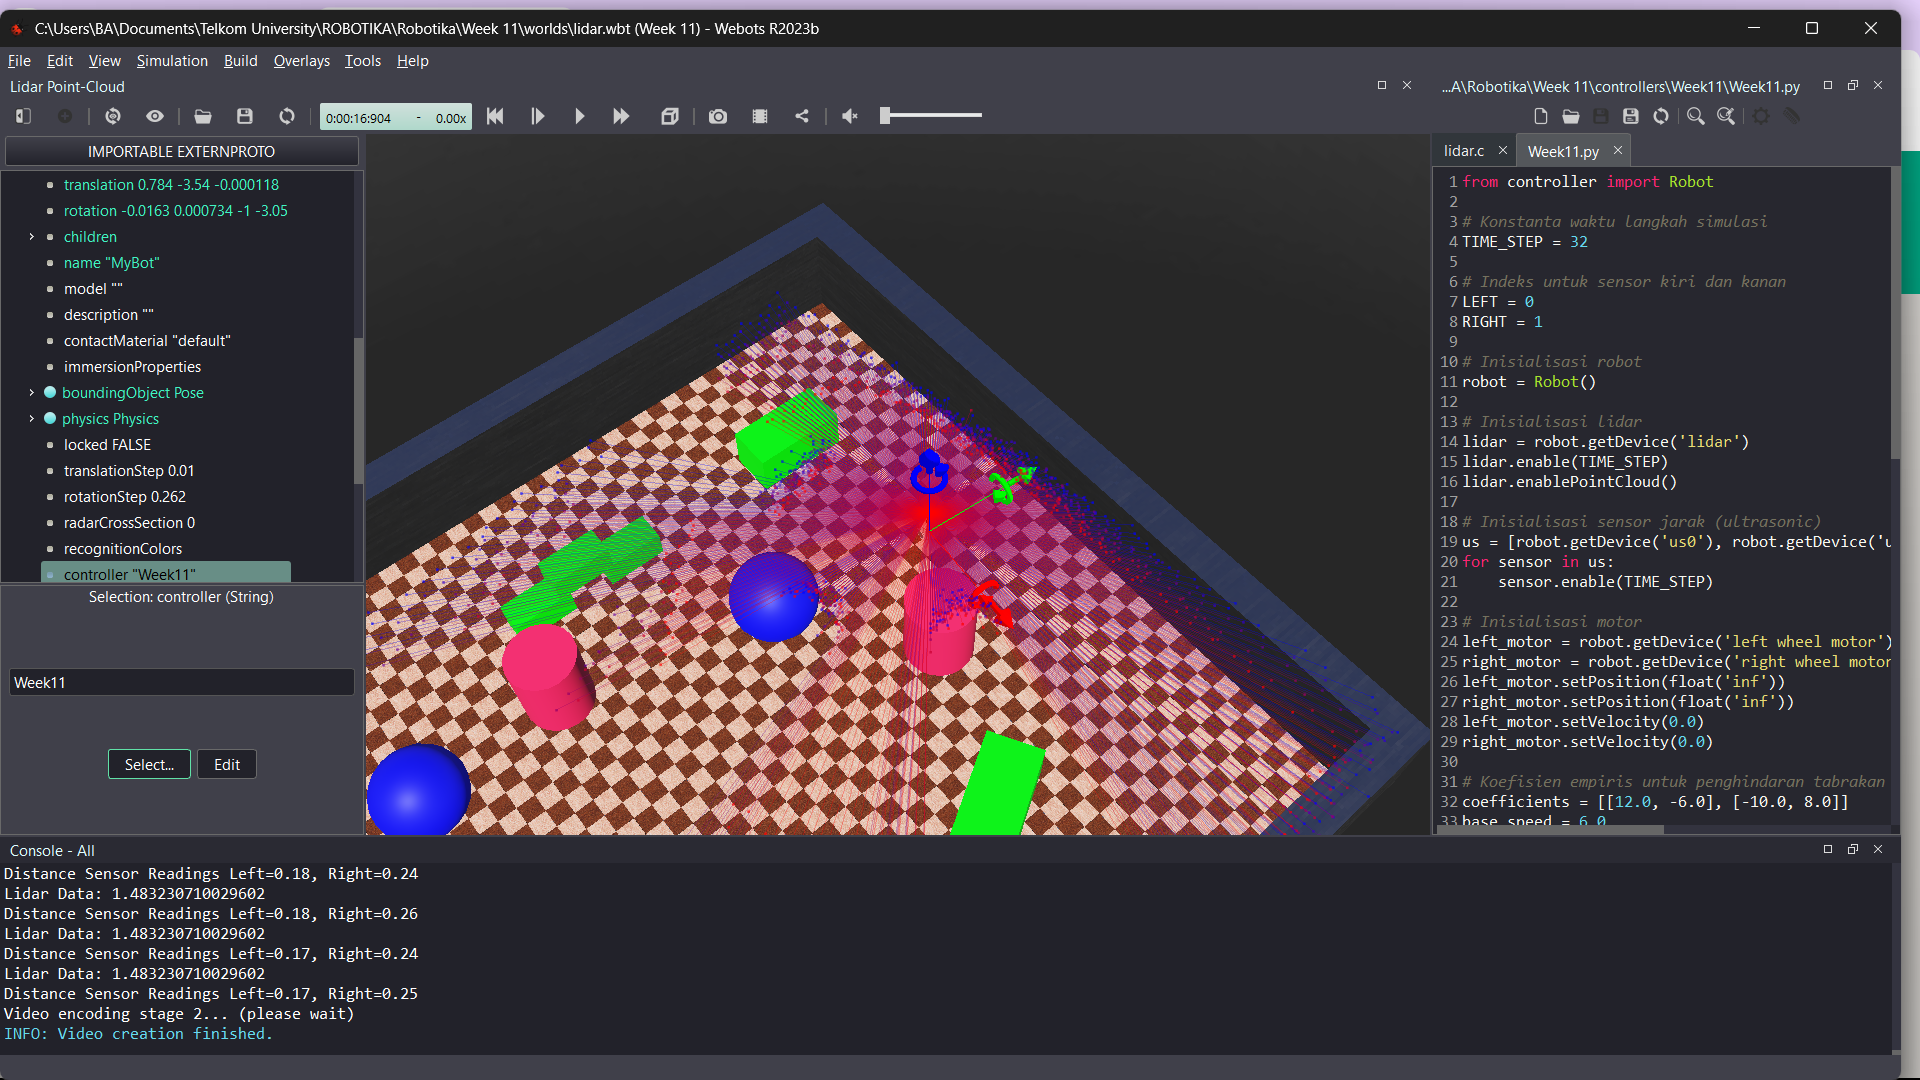 C:\Users\BA\Documents\Telkom University\ROBOTIKA\Robotika\Week 11\worlds\lidar.wbt (Week 11) - Webots R2023b
File Edit View Simulation Build Overlays Tools Help
Lidar Point-Cloud
0:00:16:904 - 0.00x
IMPORTABLE EXTERNPROTO
translation 0.784 -3.54 -0.000118
rotation -0.0163 0.000734 -1 -3.05
children
name "MyBot"
model ""
description ""
contactMaterial "default"
immersionProperties
boundingObject Pose
physics Physics
locked FALSE
translationStep 0.01
rotationStep 0.262
radarCrossSection 0
recognitionColors
controller "Week11"
Selection: controller (String)
Week11
Select... Edit
...A\Robotika\Week 11\controllers\Week11\Week11.py
lidar.c Week11.py
1 from controller import Robot
2
3 # Konstanta waktu langkah simulasi
4 TIME_STEP = 32
5
6 # Indeks untuk sensor kiri dan kanan
7 LEFT = 0
8 RIGHT = 1
9
10 # Inisialisasi robot
11 robot = Robot()
12
13 # Inisialisasi lidar
14 lidar = robot.getDevice('lidar')
15 lidar.enable(TIME_STEP)
16 lidar.enablePointCloud()
17
18 # Inisialisasi sensor jarak (ultrasonic)
19 us = [robot.getDevice('us0'), robot.getDevice('u
20 for sensor in us:
21     sensor.enable(TIME_STEP)
22
23 # Inisialisasi motor
24 left_motor = robot.getDevice('left wheel motor')
25 right_motor = robot.getDevice('right wheel motor
26 left_motor.setPosition(float('inf'))
27 right_motor.setPosition(float('inf'))
28 left_motor.setVelocity(0.0)
29 right_motor.setVelocity(0.0)
30
31 # Koefisien empiris untuk penghindaran tabrakan
32 coefficients = [[12.0, -6.0], [-10.0, 8.0]]
33 base_speed = 6.0
Console - All
Distance Sensor Readings Left=0.18, Right=0.24
Lidar Data: 1.483230710029602
Distance Sensor Readings Left=0.18, Right=0.26
Lidar Data: 1.483230710029602
Distance Sensor Readings Left=0.17, Right=0.24
Lidar Data: 1.483230710029602
Distance Sensor Readings Left=0.17, Right=0.25
Video encoding stage 2... (please wait)
INFO: Video creation finished.